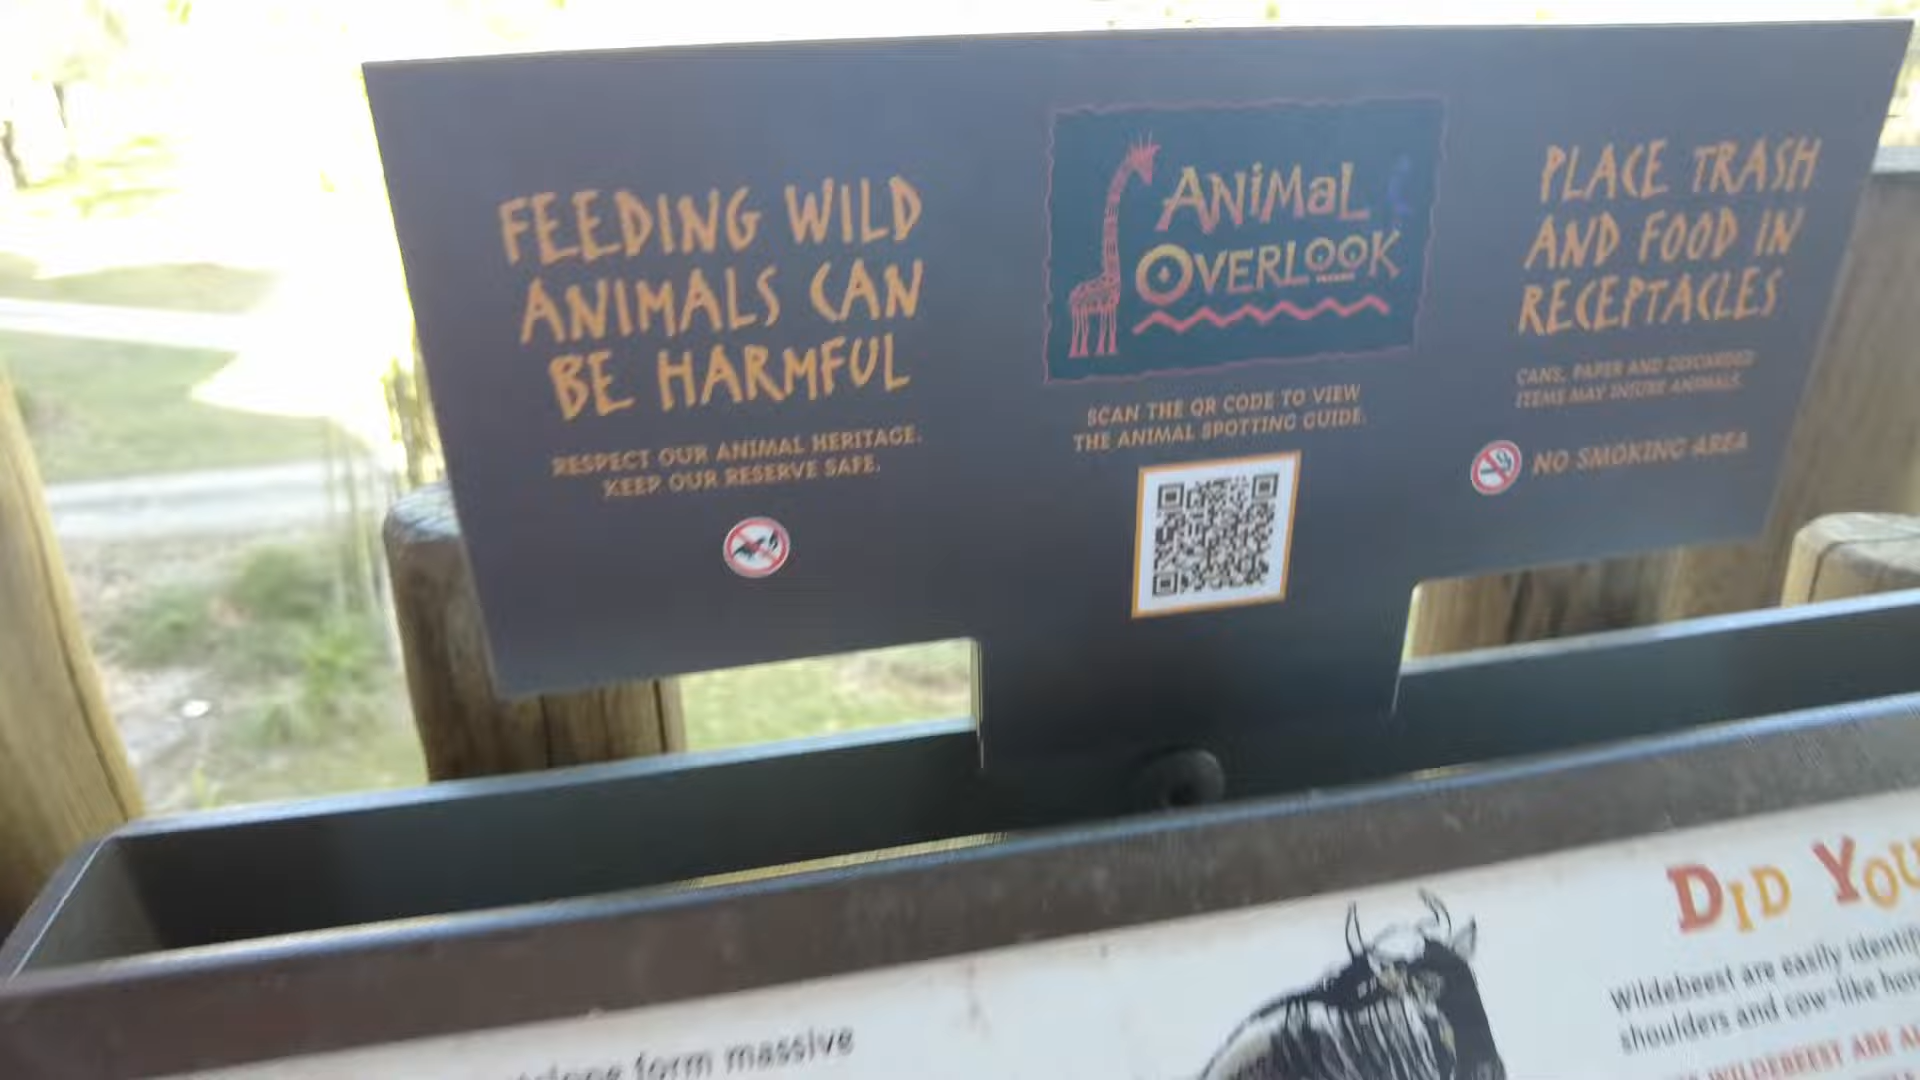 FEEDING WILD
ANIMALS CAN
BE HARMFUL
RESPECT OUR ANIMAL HERITAGE.
KEEP OUR RESERVE SAFE.
ANiMaL
OVERLOOK
SCAN THE QR CODE TO VIEW
THE ANIMAL SPOTTING GUIDE.
PLACE TRASH
AND FOOD IN
RECEPTACLES
CANS, PAPER AND DISCARDED
ITEMS MAY INJURE ANIMALS.
NO SMOKING AREA
form massive
DiD YOU
Wildebeest are easily
shoulders and cow-like
WILDEBEEST ARE